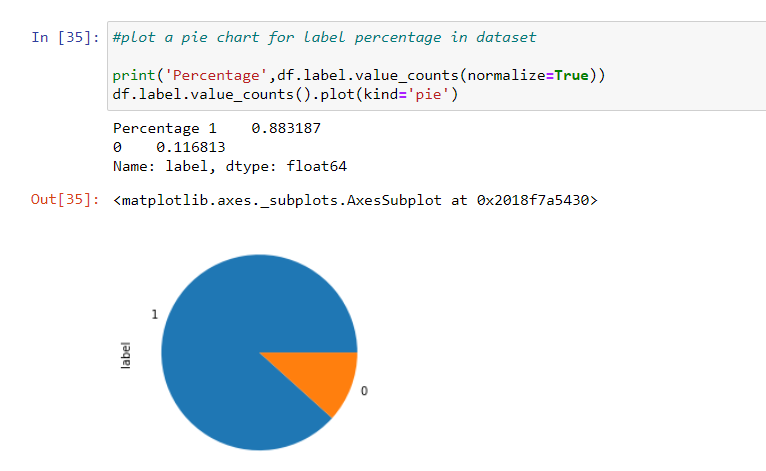 In [35]: #plot a pie chart for label percentage in dataset
print('Percentage',df.label.value_counts(normalize=True))
df.label.value_counts().plot(kind='pie')
Percentage 1    0.883187
0    0.116813
Name: label, dtype: float64
Out[35]: <matplotlib.axes._subplots.AxesSubplot at 0x2018f7a5430>
1
label
0